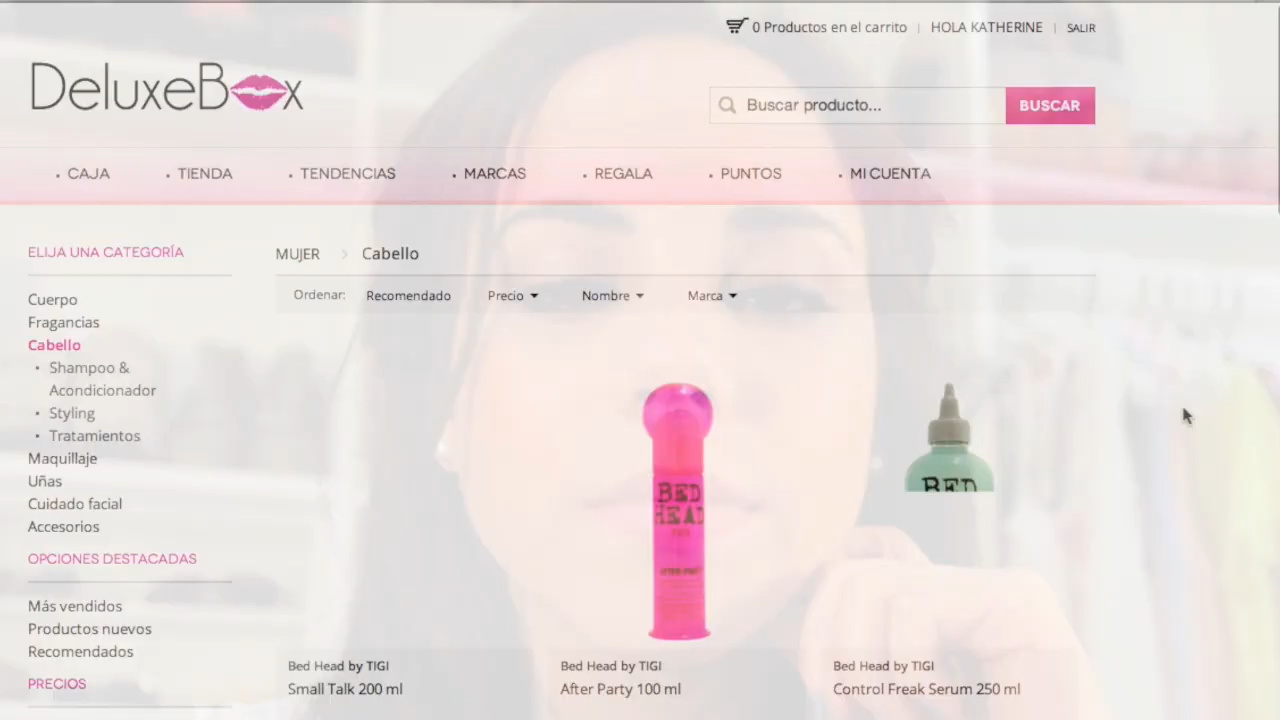 0 Productos en el carrito | HOLA KATHERINE | SALIR
DeluxeBox
Buscar producto...
BUSCAR
• CAJA • TIENDA • TENDENCIAS • MARCAS • REGALA • PUNTOS • MI CUENTA
ELIJA UNA CATEGORÍA
MUJER > Cabello
Ordenar: Recomendado Precio Nombre Marca
Cuerpo
Fragancias
Cabello
• Shampoo &
Acondicionador
• Styling
• Tratamientos
Maquillaje
Uñas
Cuidado facial
Accesorios
OPCIONES DESTACADAS
Más vendidos
Productos nuevos
Recomendados
PRECIOS
BED
HEAD
TIGI
AFTER-PARTY
BED
Bed Head by TIGI
Small Talk 200 ml
Bed Head by TIGI
After Party 100 ml
Bed Head by TIGI
Control Freak Serum 250 ml